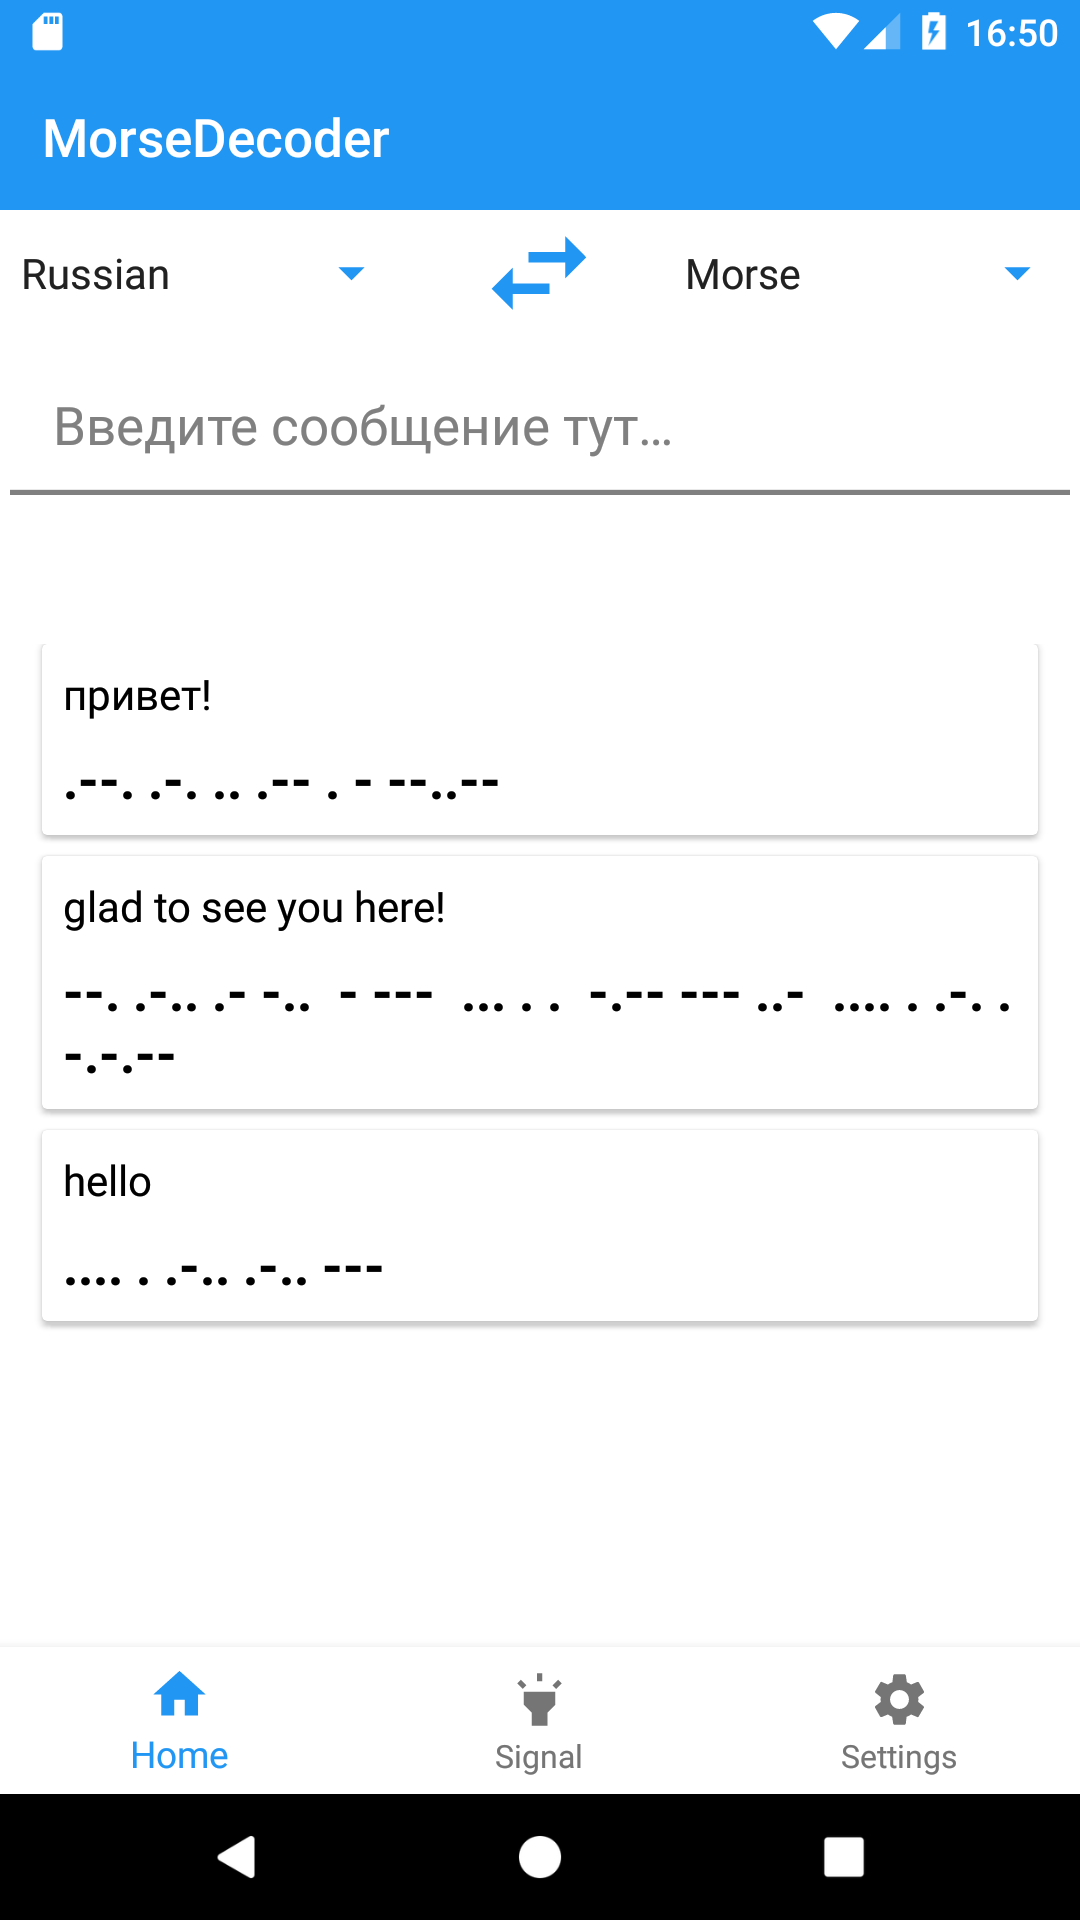 16:50
MorseDecoder
Russian Morse
Введите сообщение тут...
привет!
.--. .-. .. .-- . - --..--
glad to see you here!
--. .-.. .- -..  - ---  ... . .  -.-- --- ..-  .... . .-. .
-.-.--
hello
.... . .-.. .-.. ---
Home Signal Settings